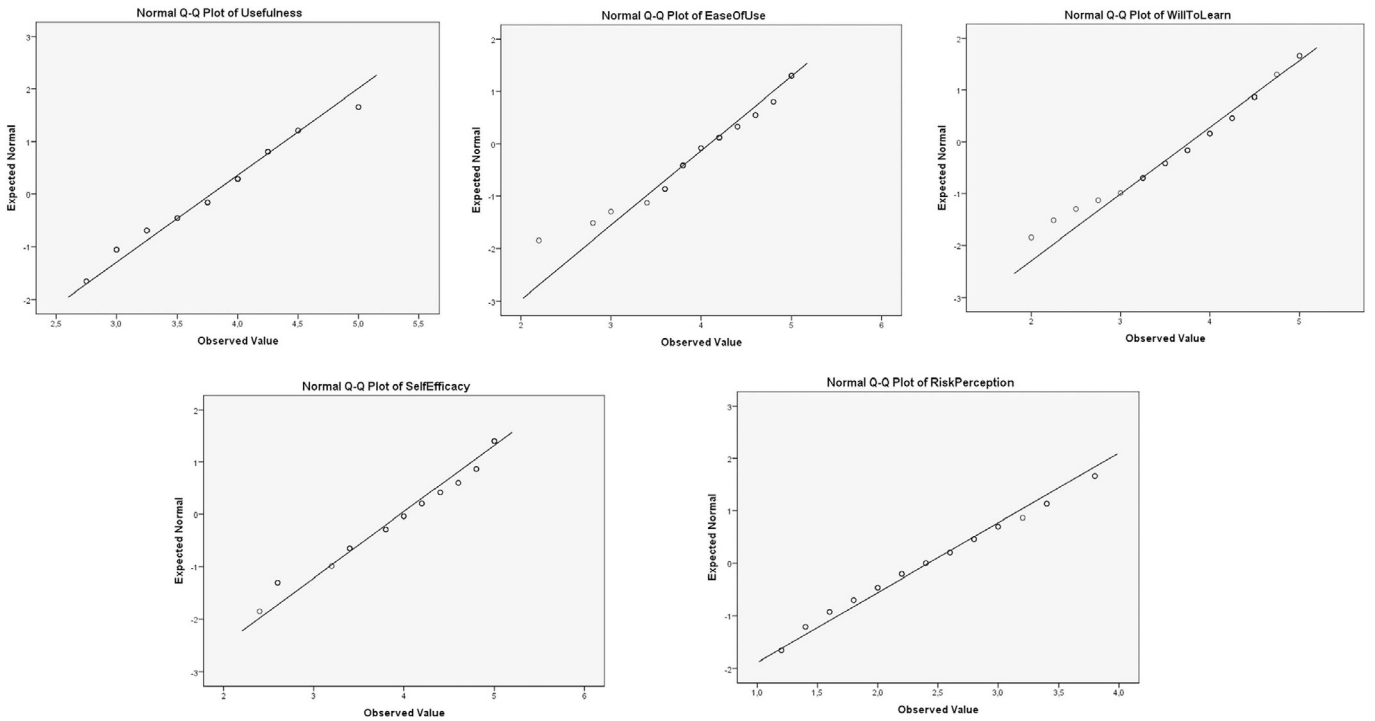 Normal Q-Q Plot of Usefulness
3
2
1
0
-1
-2
Expected Normal
2,5 3,0 3,5 4,0 4,5 5,0 5,5
Observed Value
Normal Q-Q Plot of EaseOfUse
2
1
0
-1
-2
-3
Expected Normal
2 3 4 5 6
Observed Value
Normal Q-Q Plot of WillToLearn
2
1
0
-1
-2
-3
Expected Normal
2 3 4 5
Observed Value
Normal Q-Q Plot of SelfEfficacy
2
1
0
-1
-2
-3
Expected Normal
2 3 4 5 6
Observed Value
Normal Q-Q Plot of RiskPerception
3
2
1
0
-1
-2
Expected Normal
1,0 1,5 2,0 2,5 3,0 3,5 4,0
Observed Value